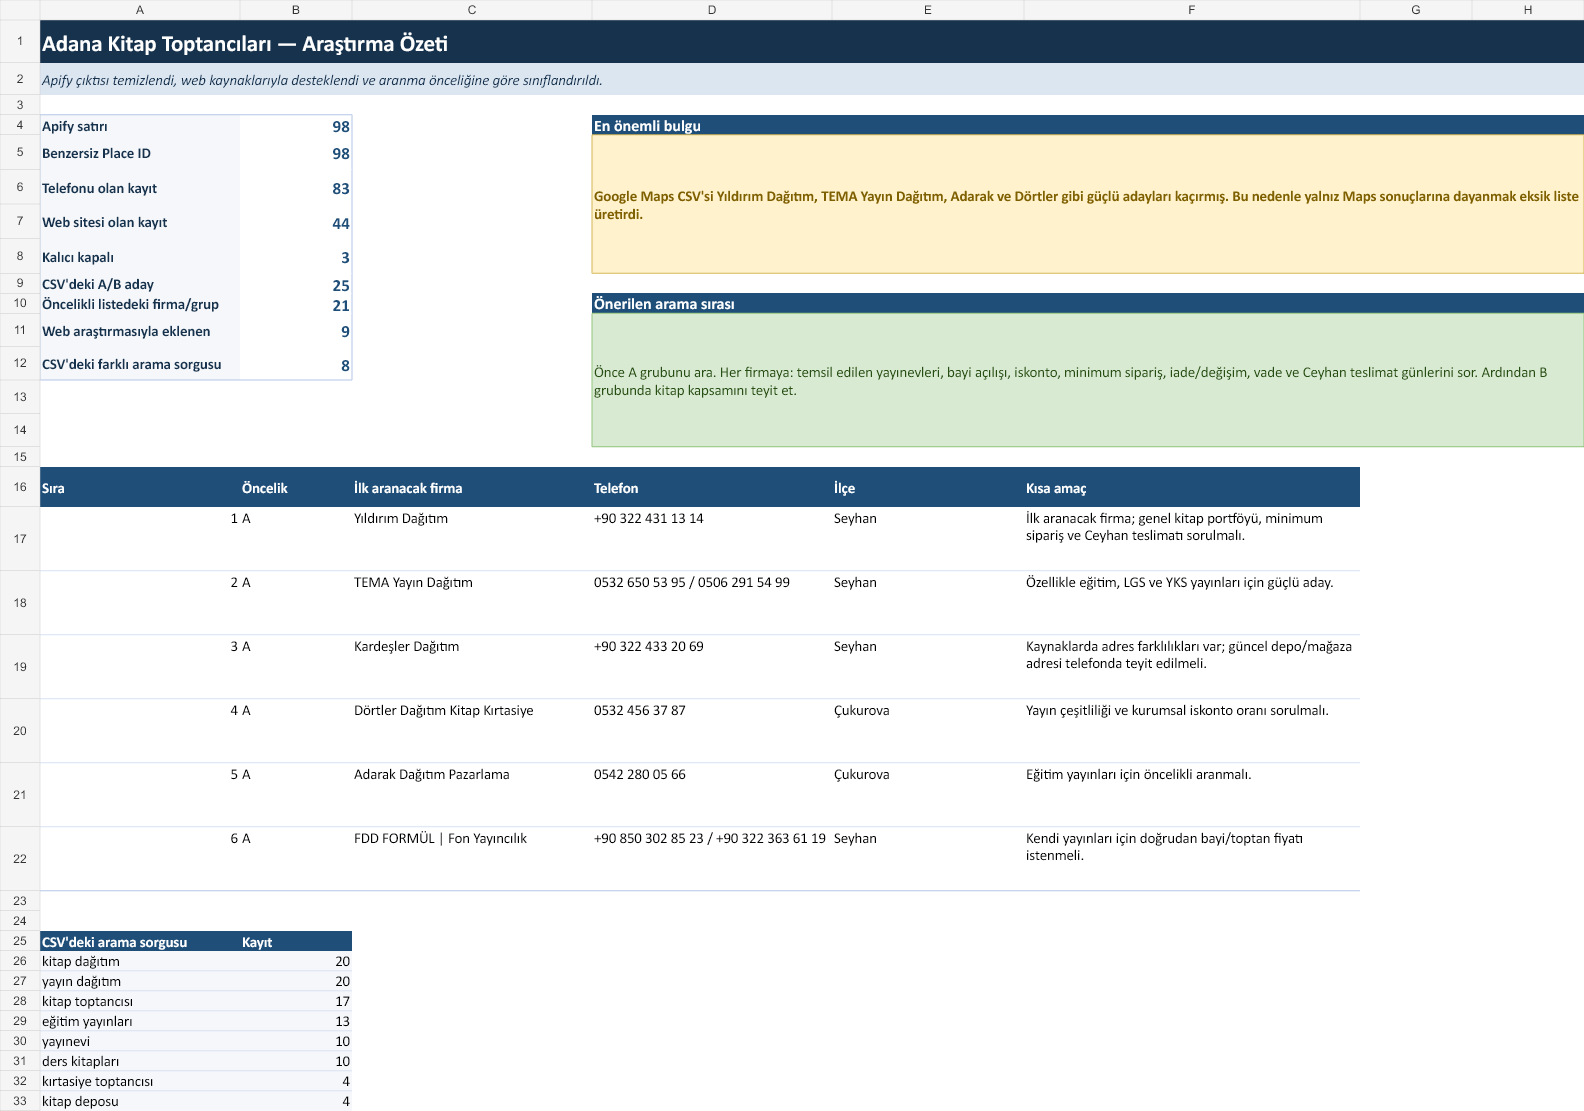 A B C D E F G H
1 Adana Kitap Toptancıları — Araştırma Özeti
2 Apify çıktısı temizlendi, web kaynaklarıyla desteklendi ve aranma önceliğine göre sınıflandırıldı.
3
4 Apify satırı 98 En önemli bulgu
5 Benzersiz Place ID 98
6 Telefonu olan kayıt 83
Google Maps CSV'si Yıldırım Dağıtım, TEMA Yayın Dağıtım, Adarak ve Dörtler gibi güçlü adayları kaçırmış. Bu nedenle yalnız Maps sonuçlarına dayanmak eksik liste
üretirdi.
7 Web sitesi olan kayıt 44
8 Kalıcı kapalı 3
9 CSV'deki A/B aday 25
10 Öncelikli listedeki firma/grup 21 Önerilen arama sırası
11 Web araştırmasıyla eklenen 9
12 CSV'deki farklı arama sorgusu 8
Önce A grubunu ara. Her firmaya: temsil edilen yayınevleri, bayi açılışı, iskonto, minimum sipariş, iade/değişim, vade ve Ceyhan teslimat günlerini sor. Ardından B
grubunda kitap kapsamını teyit et.
13
14
15
16 Sıra Öncelik İlk aranacak firma Telefon İlçe Kısa amaç
17 1 A Yıldırım Dağıtım +90 322 431 13 14 Seyhan İlk aranacak firma; genel kitap portföyü, minimum
sipariş ve Ceyhan teslimatı sorulmalı.
18 2 A TEMA Yayın Dağıtım 0532 650 53 95 / 0506 291 54 99 Seyhan Özellikle eğitim, LGS ve YKS yayınları için güçlü aday.
19 3 A Kardeşler Dağıtım +90 322 433 20 69 Seyhan Kaynaklarda adres farklılıkları var; güncel depo/mağaza
adresi telefonda teyit edilmeli.
20 4 A Dörtler Dağıtım Kitap Kırtasiye 0532 456 37 87 Çukurova Yayın çeşitliliği ve kurumsal iskonto oranı sorulmalı.
21 5 A Adarak Dağıtım Pazarlama 0542 280 05 66 Çukurova Eğitim yayınları için öncelikli aranmalı.
22 6 A FDD FORMÜL | Fon Yayıncılık +90 850 302 85 23 / +90 322 363 61 19 Seyhan Kendi yayınları için doğrudan bayi/toptan fiyatı
istenmeli.
23
24
25 CSV'deki arama sorgusu Kayıt
26 kitap dağıtım 20
27 yayın dağıtım 20
28 kitap toptancısı 17
29 eğitim yayınları 13
30 yayınevi 10
31 ders kitapları 10
32 kırtasiye toptancısı 4
33 kitap deposu 4